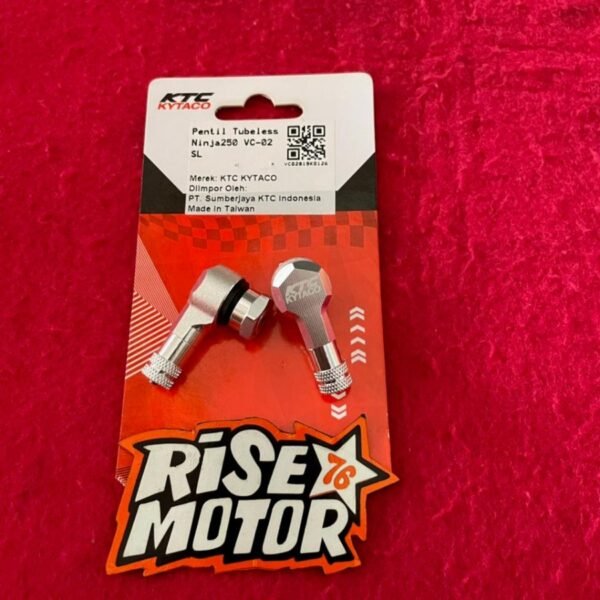 KTC
KYTACO
Pentil Tubeless
Ninja250 VC-02
SL
VC02819K012A
Merek: KTC KYTACO
Diimpor Oleh:
PT. Sumberjaya KTC Indonesia
Made in Taiwan
KTC
KYTACO
RiSE
76
MOTOR